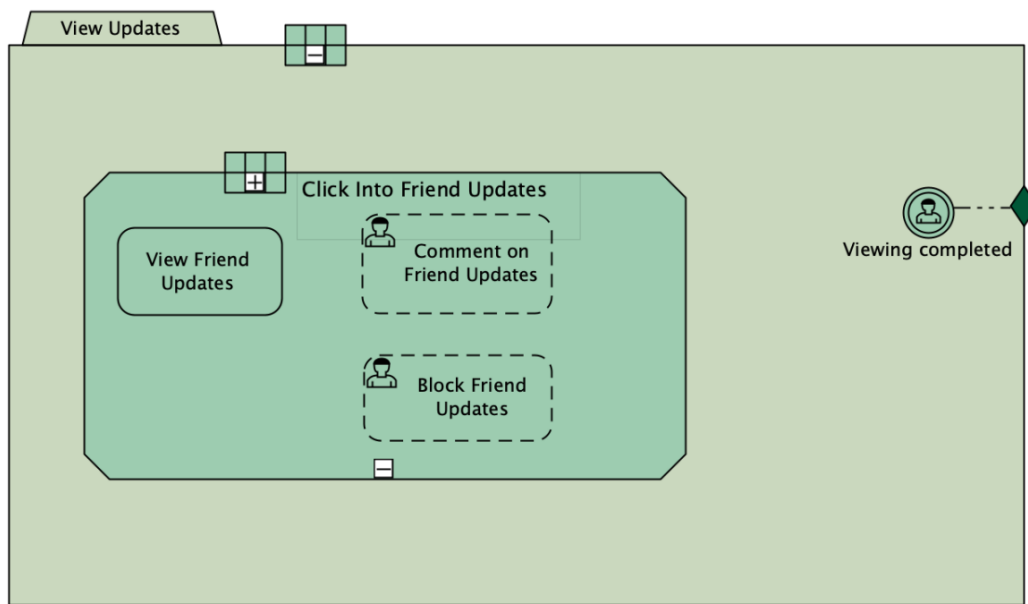 View Updates
Click Into Friend Updates
View Friend
Updates
Comment on
Friend Updates
Block Friend
Updates
Viewing completed